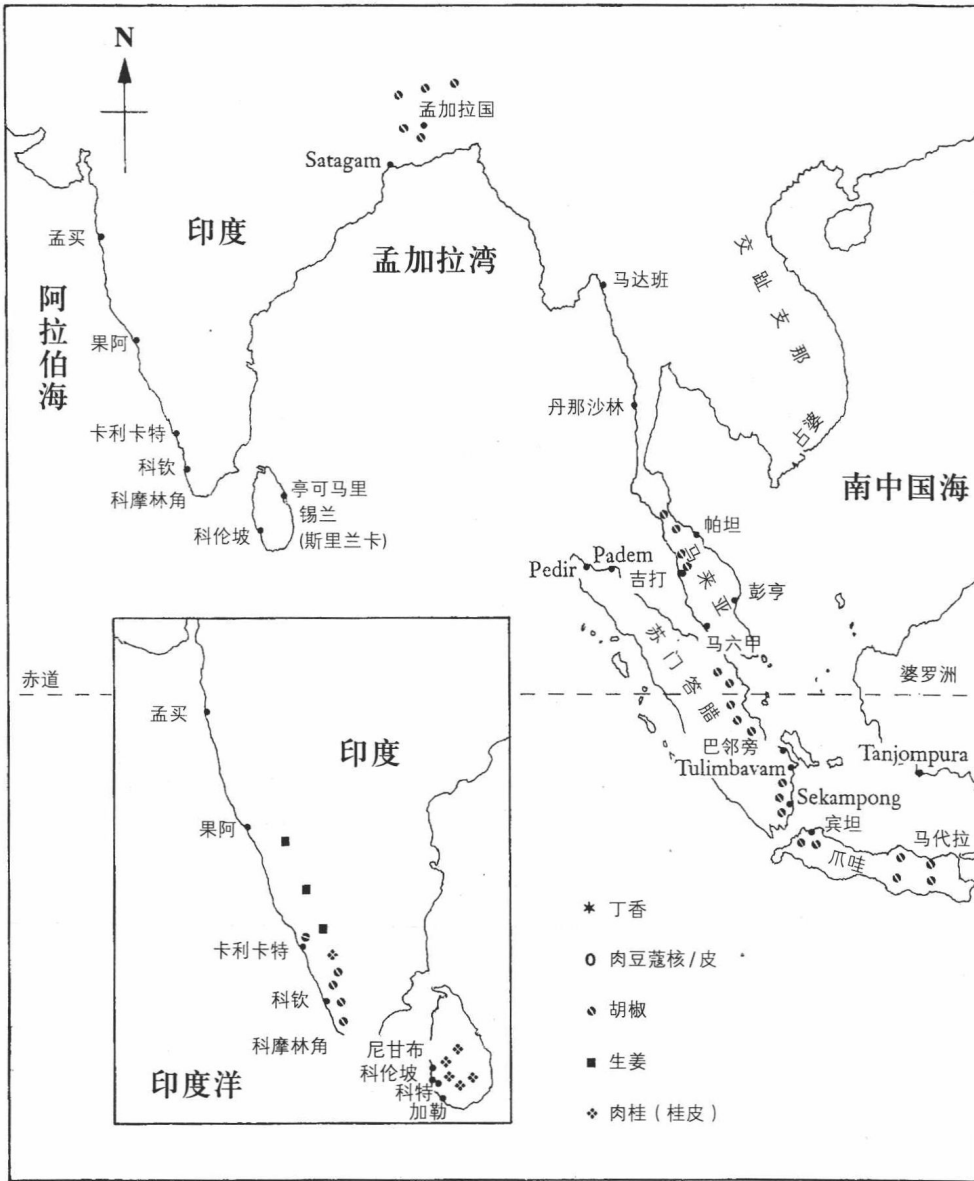 N
孟加拉国
Satagam
印度
孟买
孟加拉湾
阿拉伯海
马达班
交趾支那
果阿
丹那沙林
卡利卡特
占婆
科钦
南中国海
科摩林角
亭可马里
锡兰
科伦坡
(斯里兰卡)
帕坦
Padem
Pedir
吉打
马来亚
彭亨
苏门答腊
马六甲
赤道
婆罗洲
巴邻旁
Tulimbavam
Tanjompura
Sekampong
宾坦
马代拉
爪哇
孟买
印度
果阿
卡利卡特
科钦
科摩林角
尼甘布
科伦坡
科特
加勒
印度洋
丁香
肉豆蔻核/皮
胡椒
生姜
肉桂(桂皮)